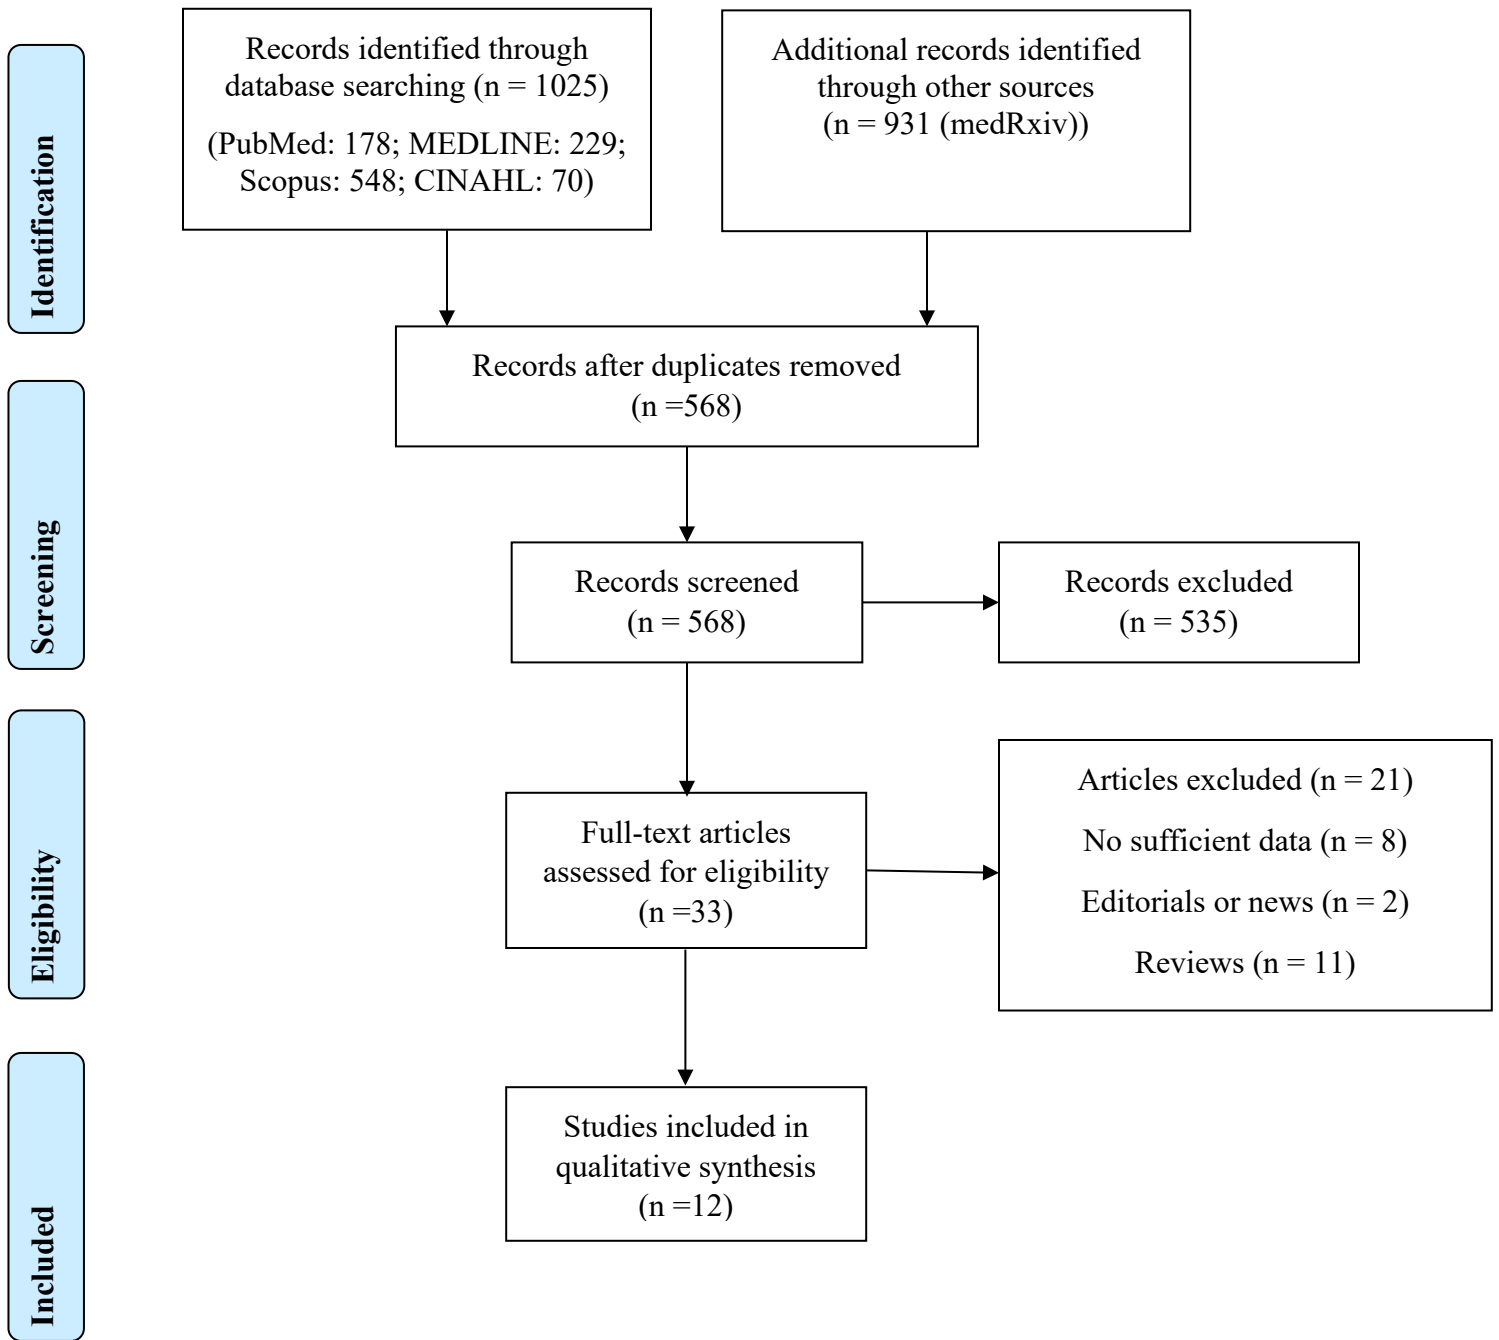 Identification
Records identified through
database searching (n = 1025)
(PubMed: 178; MEDLINE: 229;
Scopus: 548; CINAHL: 70)
Additional records identified
through other sources
(n = 931 (medRxiv))
Records after duplicates removed
(n =568)
Screening
Records screened
(n = 568)
Records excluded
(n = 535)
Eligibility
Full-text articles
assessed for eligibility
(n =33)
Articles excluded (n = 21)
No sufficient data (n = 8)
Editorials or news (n = 2)
Reviews (n = 11)
Included
Studies included in
qualitative synthesis
(n =12)